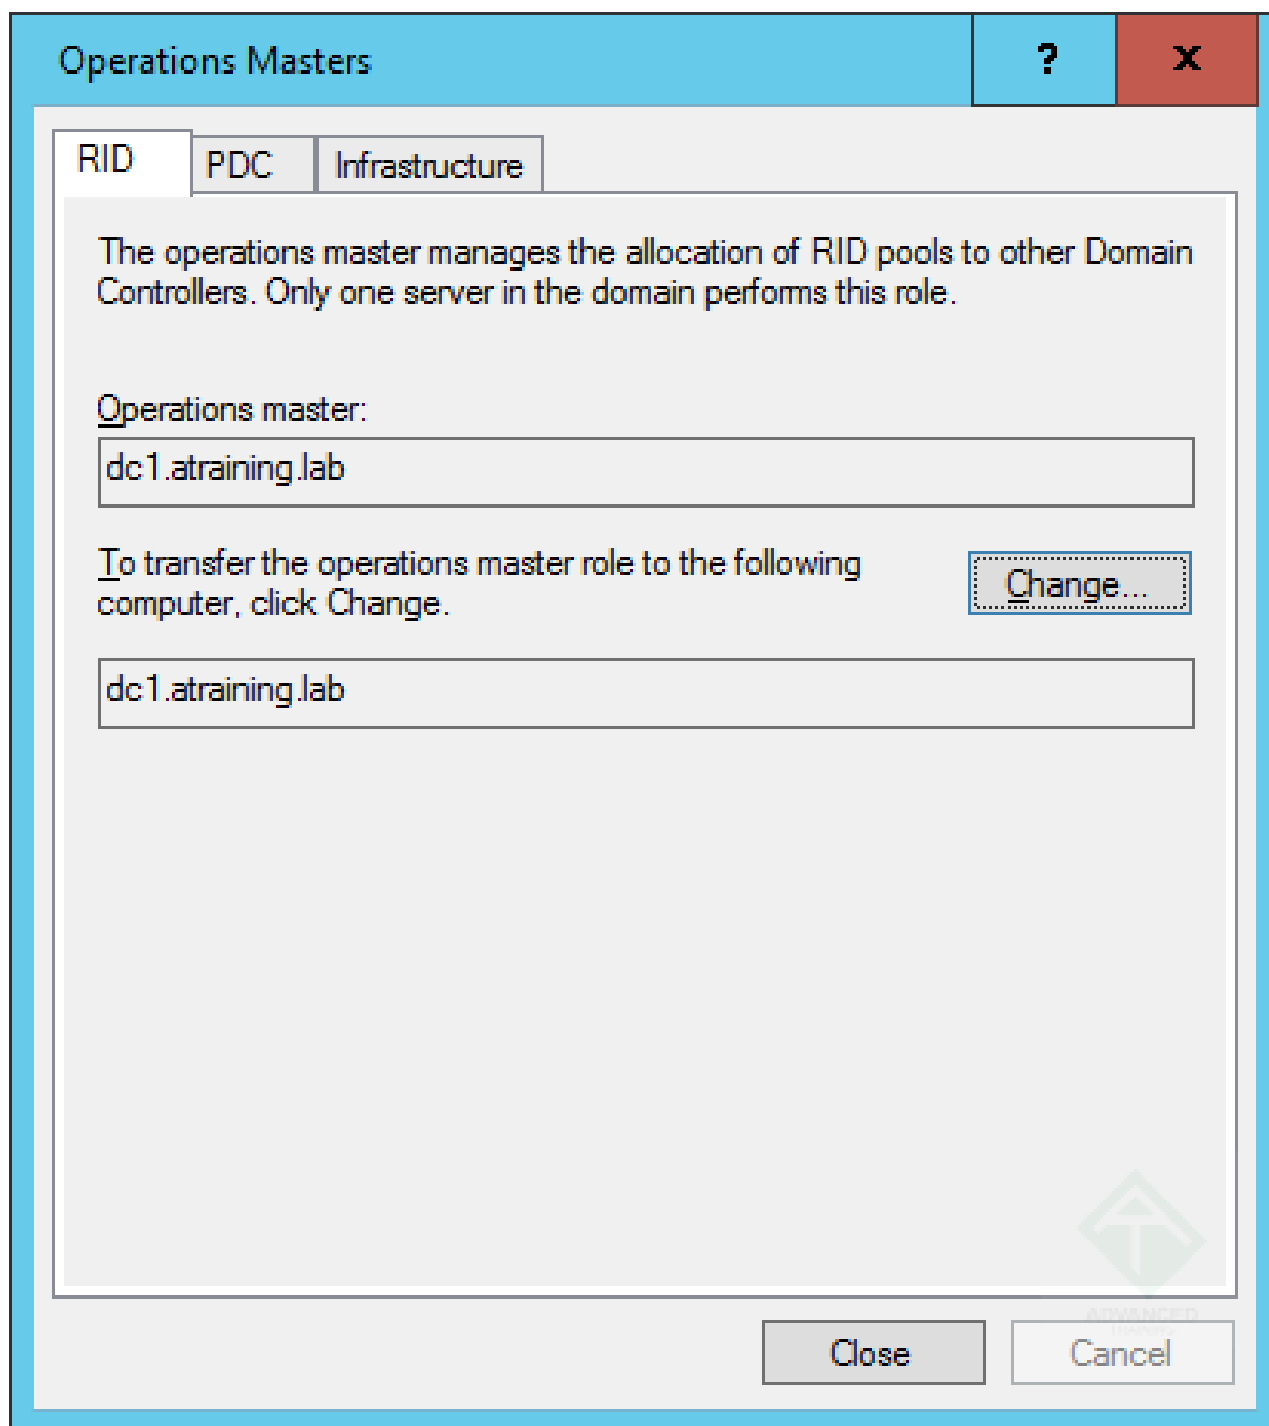 Operations Masters
?
x
RID
PDC
Infrastructure
The operations master manages the allocation of RID pools to other Domain
Controllers. Only one server in the domain performs this role.
Operations master:
dc1.atraining.lab
To transfer the operations master role to the following
computer, click Change.
Change...
dc1.atraining.lab
ADVANCED
Close
Cancel